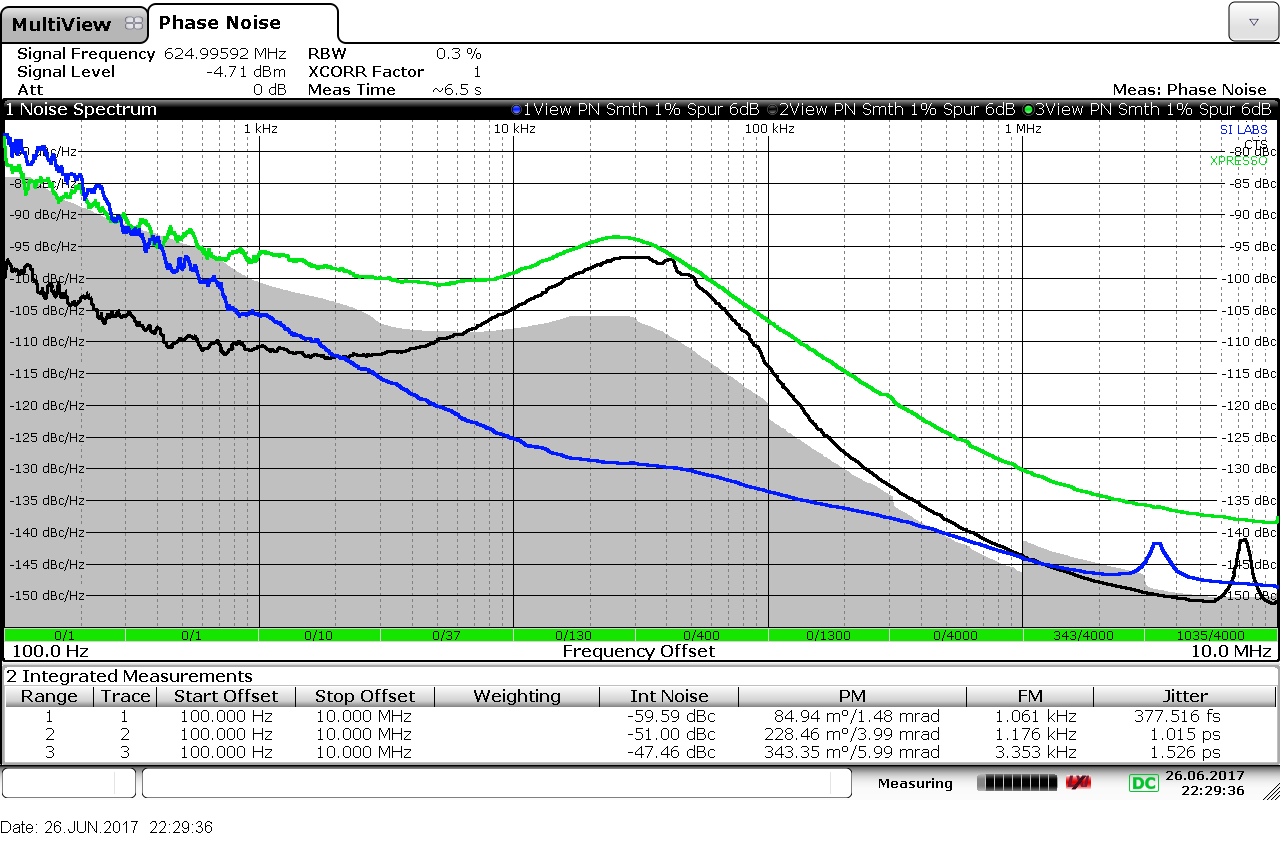 MultiView Phase Noise
Signal Frequency 624.99592 MHz RBW 0.3 %
Signal Level -4.71 dBm XCORR Factor 1
Att 0 dB Meas Time ~6.5 s Meas: Phase Noise
1 Noise Spectrum 1View PN Smth 1% Spur 6dB 2View PN Smth 1% Spur 6dB 3View PN Smth 1% Spur 6dB
1 kHz 10 kHz 100 kHz 1 MHz SI LABS
CTS
-80 dBc
XPRESSO
-85 dBc/Hz -85 dBc
-90 dBc/Hz -90 dBc
-95 dBc/Hz -95 dBc
-100 dBc/Hz -100 dBc
-105 dBc/Hz -105 dBc
-110 dBc/Hz -110 dBc
-115 dBc/Hz -115 dBc
-120 dBc/Hz -120 dBc
-125 dBc/Hz -125 dBc
-130 dBc/Hz -130 dBc
-135 dBc/Hz -135 dBc
-140 dBc/Hz -140 dBc
-145 dBc/Hz -145 dBc
-150 dBc/Hz -150 dBc
0/1 0/1 0/10 0/37 0/130 0/400 0/1300 0/4000 343/4000 1035/4000
100.0 Hz Frequency Offset 10.0 MHz
2 Integrated Measurements
Range Trace Start Offset Stop Offset Weighting Int Noise PM FM Jitter
1 1 100.000 Hz 10.000 MHz -59.59 dBc 84.94 m°/1.48 mrad 1.061 kHz 377.516 fs
2 2 100.000 Hz 10.000 MHz -51.00 dBc 228.46 m°/3.99 mrad 1.176 kHz 1.015 ps
3 3 100.000 Hz 10.000 MHz -47.46 dBc 343.35 m°/5.99 mrad 3.353 kHz 1.526 ps
Measuring DC 26.06.2017
22:29:36
Date: 26.JUN.2017 22:29:36